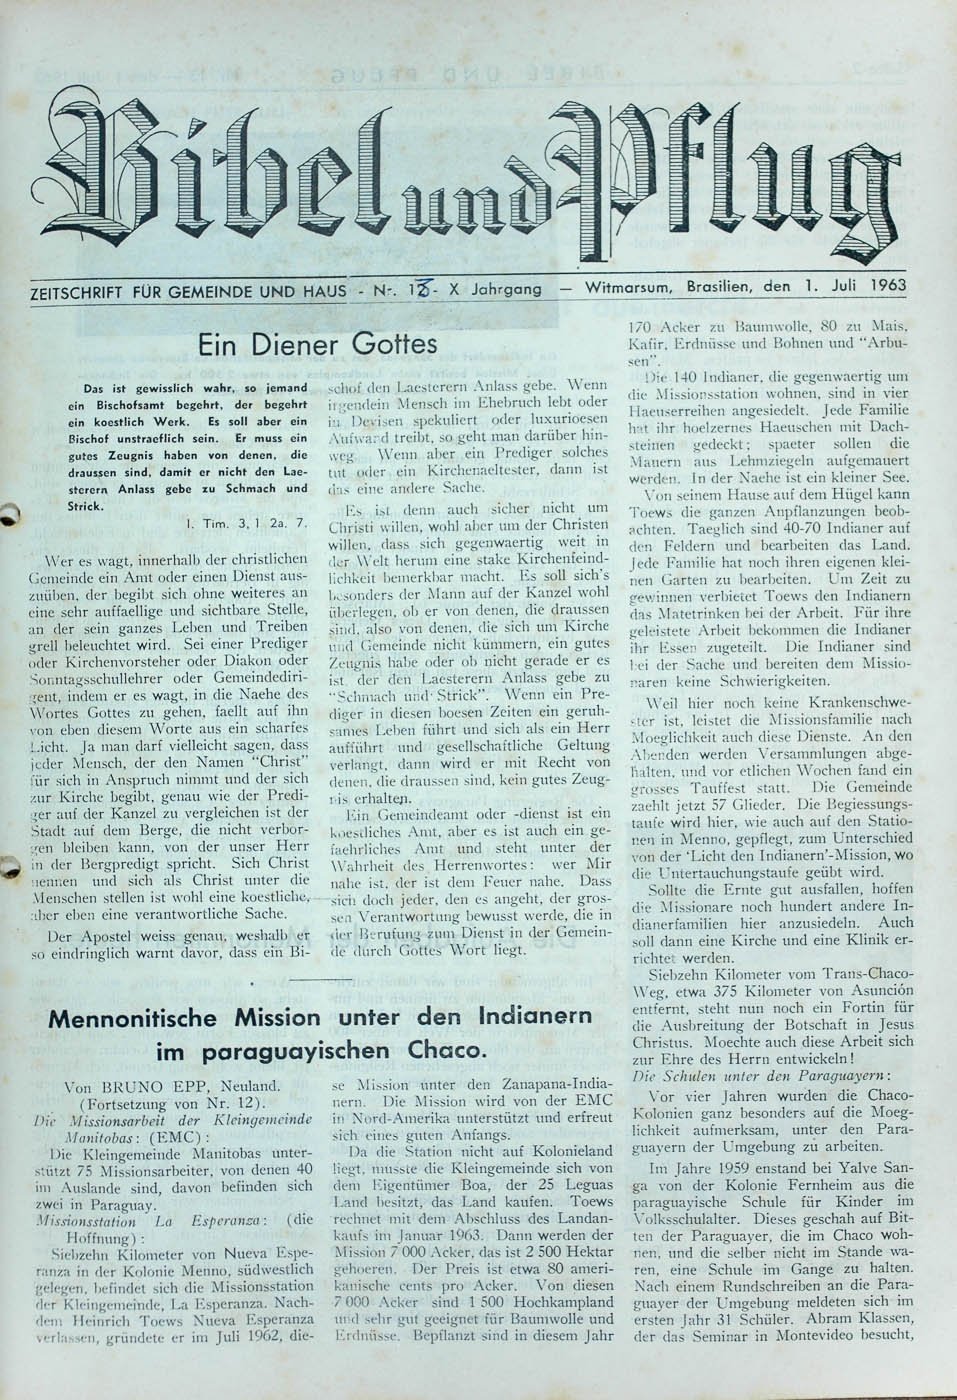 Bibel und Pflug
ZEITSCHRIFT FÜR GEMEINDE UND HAUS - Nr. 13 - X Jahrgang — Witmarsum, Brasilien, den 1. Juli 1963
Ein Diener Gottes
Das ist gewisslich wahr, so jemand
ein Bischofsamt begehrt, der begehrt
ein koestlich Werk. Es soll aber ein
Bischof unstraeflich sein. Er muss ein
gutes Zeugnis haben von denen, die
draussen sind, damit er nicht den Lae-
sterern Anlass gebe zu Schmach und
Strick.
I. Tim. 3, 1 2a. 7.
Wer es wagt, innerhalb der christlichen
Gemeinde ein Amt oder einen Dienst aus-
zuüben, der begibt sich ohne weiteres an
eine sehr auffaellige und sichtbare Stelle,
an der sein ganzes Leben und Treiben
grell beleuchtet wird. Sei einer Prediger
oder Kirchenvorsteher oder Diakon oder
Sonntagsschullehrer oder Gemeindediri-
gent, indem er es wagt, in die Naehe des
Wortes Gottes zu gehen, faellt auf ihn
von eben diesem Worte aus ein scharfes
Licht. Ja man darf vielleicht sagen, dass
jeder Mensch, der den Namen “Christ”
für sich in Anspruch nimmt und der sich
zur Kirche begibt, genau wie der Predi-
ger auf der Kanzel zu vergleichen ist der
Stadt auf dem Berge, die nicht verbor-
gen bleiben kann, von der unser Herr
in der Bergpredigt spricht. Sich Christ
nennen und sich als Christ unter die
Menschen stellen ist wohl eine koestliche,
aber eben eine verantwortliche Sache.
Der Apostel weiss genau, weshalb er
so eindringlich warnt davor, dass ein Bi-
schof den Laesterern Anlass gebe. Wenn
irgendein Mensch im Ehebruch lebt oder
in Devisen spekuliert oder luxurioesen
Aufwand treibt, so geht man darüber hin-
weg. Wenn aber ein Prediger solches
tut oder ein Kirchenaeltester, dann ist
das eine andere Sache.
Es ist denn auch sicher nicht um
Christi willen, wohl aber um der Christen
willen, dass sich gegenwaertig weit in
der Welt herum eine stake Kirchenfeind-
lichkeit bemerkbar macht. Es soll sich's
besonders der Mann auf der Kanzel wohl
überlegen, ob er von denen, die draussen
sind, also von denen, die sich um Kirche
und Gemeinde nicht kümmern, ein gutes
Zeugnis habe oder ob nicht gerade er es
ist, der den Laesterern Anlass gebe zu
“Schmach und Strick”. Wenn ein Pre-
diger in diesen boesen Zeiten ein geruh-
sames Leben führt und sich als ein Herr
aufführt und gesellschaftliche Geltung
verlangt, dann wird er mit Recht von
denen, die draussen sind, kein gutes Zeug-
nis erhalten.
Ein Gemeindeamt oder -dienst ist ein
koestliches Amt, aber es ist auch ein ge-
faehrliches Amt und steht unter der
Wahrheit des Herrenwortes: wer Mir
nahe ist, der ist dem Feuer nahe. Dass
sich doch jeder, den es angeht, der gros-
sen Verantwortung bewusst werde, die in
der Berufung zum Dienst in der Gemein-
de durch Gottes Wort liegt.
Mennonitische Mission unter den Indianern
im paraguayischen Chaco.
Von BRUNO EPP, Neuland.
(Fortsetzung von Nr. 12).
Die Missionsarbeit der Kleingemeinde
Manitobas: (EMC):
Die Kleingemeinde Manitobas unter-
stützt 75 Missionsarbeiter, von denen 40
im Auslande sind, davon befinden sich
zwei in Paraguay.
Missionsstation La Esperanza: (die
Hoffnung):
Siebzehn Kilometer von Nueva Espe-
ranza in der Kolonie Menno, südwestlich
gelegen, befindet sich die Missionsstation
der Kleingemeinde, La Esperanza. Nach-
dem Heinrich Toews Nueva Esperanza
verlassen, gründete er im Juli 1962, die-
se Mission unter den Zanapana-India-
nern. Die Mission wird von der EMC
in Nord-Amerika unterstützt und erfreut
sich eines guten Anfangs.
Da die Station nicht auf Kolonieland
liegt, musste die Kleingemeinde sich von
dem Eigentümer Boa, der 25 Leguas
Land besitzt, das Land kaufen. Toews
rechnet mit dem Abschluss des Landan-
kaufs im Januar 1963. Dann werden der
Mission 7 000 Acker, das ist 2 500 Hektar
gehoeren. Der Preis ist etwa 80 ameri-
kanische cents pro Acker. Von diesen
7 000 Acker sind 1 500 Hochkampland
und sehr gut geeignet für Baumwolle und
Erdnüsse. Bepflanzt sind in diesem Jahr
170 Acker zu Baumwolle, 80 zu Mais,
Kafir, Erdnüsse und Bohnen und “Arbu-
sen”.
Die 140 Indianer, die gegenwaertig um
die Missionsstation wohnen, sind in vier
Haeuserreihen angesiedelt. Jede Familie
hat ihr hoelzernes Haeuschen mit Dach-
steinen gedeckt; spaeter sollen die
Mauern aus Lehmziegeln aufgemauert
werden. In der Naehe ist ein kleiner See.
Von seinem Hause auf dem Hügel kann
Toews die ganzen Anpflanzungen beob-
achten. Taeglich sind 40-70 Indianer auf
den Feldern und bearbeiten das Land.
Jede Familie hat noch ihren eigenen klei-
nen Garten zu bearbeiten. Um Zeit zu
gewinnen verbietet Toews den Indianern
das Matetrinken bei der Arbeit. Für ihre
geleistete Arbeit bekommen die Indianer
ihr Essen zugeteilt. Die Indianer sind
bei der Sache und bereiten dem Missio-
naren keine Schwierigkeiten.
Weil hier noch keine Krankenschwe-
ster ist, leistet die Missionsfamilie nach
Moeglichkeit auch diese Dienste. An den
Abenden werden Versammlungen abge-
halten, und vor etlichen Wochen fand ein
grosses Tauffest statt. Die Gemeinde
zaehlt jetzt 57 Glieder. Die Begiessungs-
taufe wird hier, wie auch auf den Statio-
nen in Menno, gepflegt, zum Unterschied
von der ‘Licht den Indianern’-Mission, wo
die Untertauchungstaufe geübt wird.
Sollte die Ernte gut ausfallen, hoffen
die Missionare noch hundert andere In-
dianerfamilien hier anzusiedeln. Auch
soll dann eine Kirche und eine Klinik er-
richtet werden.
Siebzehn Kilometer vom Trans-Chaco-
Weg, etwa 375 Kilometer von Asunción
entfernt, steht nun noch ein Fortin für
die Ausbreitung der Botschaft in Jesus
Christus. Moechte auch diese Arbeit sich
zur Ehre des Herrn entwickeln!
Die Schulen unter den Paraguayern:
Vor vier Jahren wurden die Chaco-
Kolonien ganz besonders auf die Moeg-
lichkeit aufmerksam, unter den Para-
guayern der Umgebung zu arbeiten.
Im Jahre 1959 enstand bei Yalve San-
ga von der Kolonie Fernheim aus die
paraguayische Schule für Kinder im
Volksschulalter. Dieses geschah auf Bit-
ten der Paraguayer, die im Chaco woh-
nen, und die selber nicht im Stande wa-
ren, eine Schule im Gange zu halten.
Nach einem Rundschreiben an die Para-
guayer der Umgebung meldeten sich im
ersten Jahr 31 Schüler. Abram Klassen,
der das Seminar in Montevideo besucht,